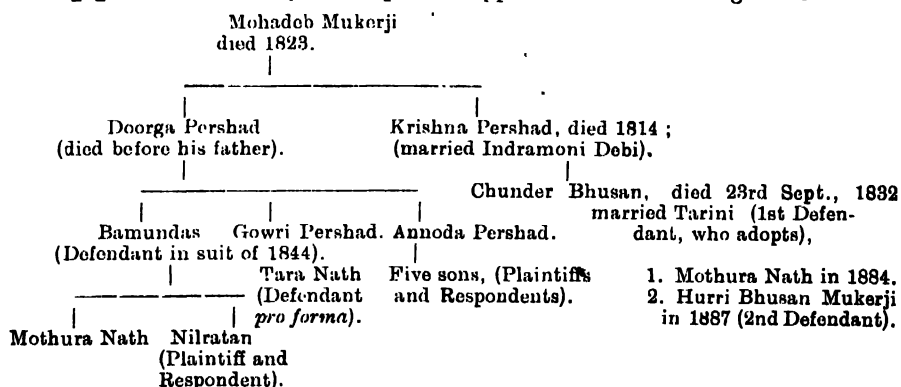 Mohadeb Mukerji
died 1823.
Doorga Pershad
(died before his father).
Krishna Pershad, died 1814 ;
(married Indramoni Debi).
Chunder Bhusan, died 23rd Sept., 1832
married Tarini (1st Defen-
dant, who adopts),
Bamundas
(Defendant in suit of 1844).
Gowri Pershad.
Annoda Pershad.
Tara Nath
(Defendant
pro forma).
Five sons, (Plaintiffs
and Respondents).
1. Mothura Nath in 1884.
2. Hurri Bhusan Mukerji
in 1887 (2nd Defendant).
Mothura Nath
Nilratan
(Plaintiff and
Respondent).